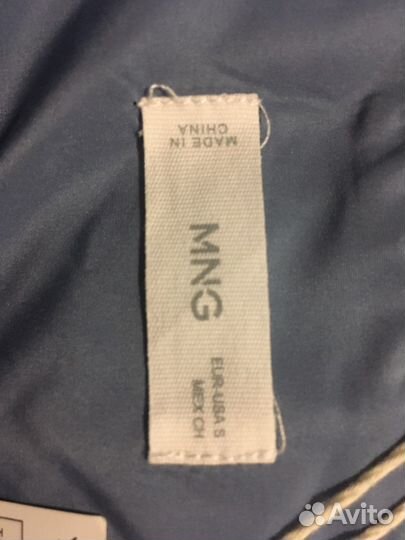 MADE IN
CHINA
MNG
EUR-USA S
MEX CH
Avito